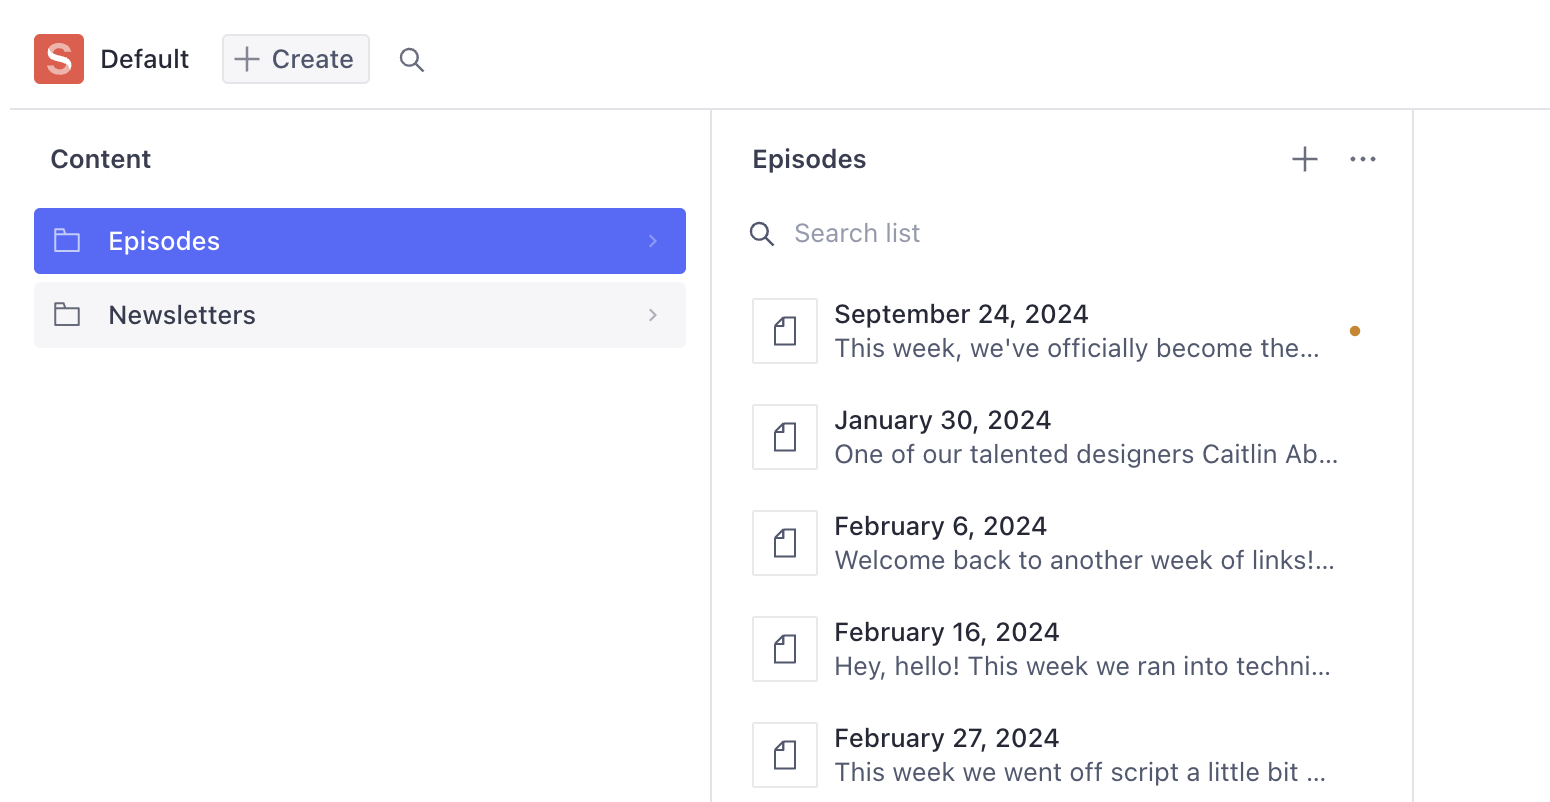 S Default + Create
Content
Episodes
Newsletters
Episodes
Search list
September 24, 2024
This week, we've officially become the...
January 30, 2024
One of our talented designers Caitlin Ab...
February 6, 2024
Welcome back to another week of links!...
February 16, 2024
Hey, hello! This week we ran into techni...
February 27, 2024
This week we went off script a little bit ...